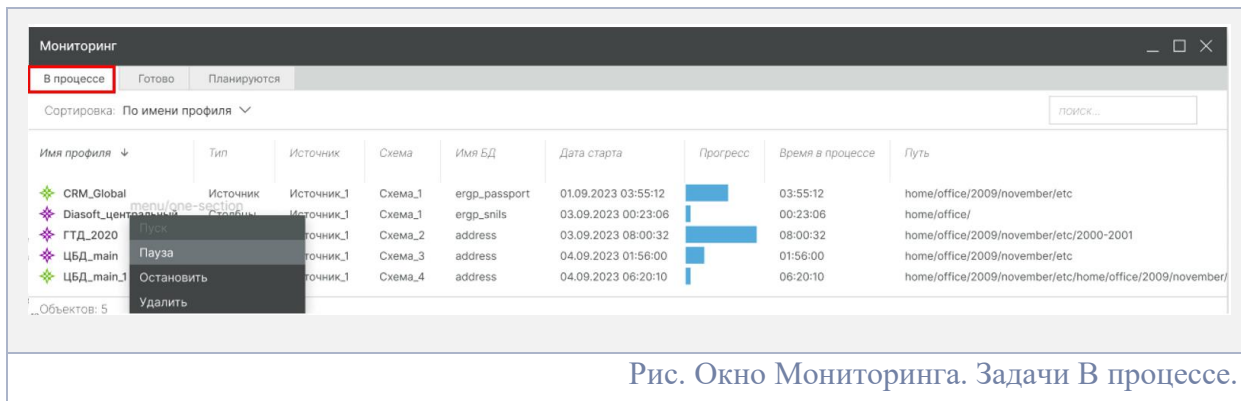 Мониторинг
В процессе Готово Планируются
Сортировка: По имени профиля поиск...
Имя профиля ↓ Тип Источник Схема Имя БД Дата старта Прогресс Время в процессе Путь
CRM_Global Источник Источник_1 Схема_1 ergp_passport 01.09.2023 03:55:12 03:55:12 home/office/2009/november/etc
menu/one-section
Diasoft_центральный Столбцы Источник_1 Схема_1 ergp_snils 03.09.2023 00:23:06 00:23:06 home/office/
Пуск
ГТД_2020 точник_1 Схема_2 address 03.09.2023 08:00:32 08:00:32 home/office/2009/november/etc/2000-2001
Пауза
ЦБД_main точник_1 Схема_3 address 04.09.2023 01:56:00 01:56:00 home/office/2009/november/etc
ЦБД_main_1 Остановить точник_1 Схема_4 address 04.09.2023 06:20:10 06:20:10 home/office/2009/november/etc/home/office/2009/november/
Удалить
Объектов: 5
Рис. Окно Мониторинга. Задачи В процессе.